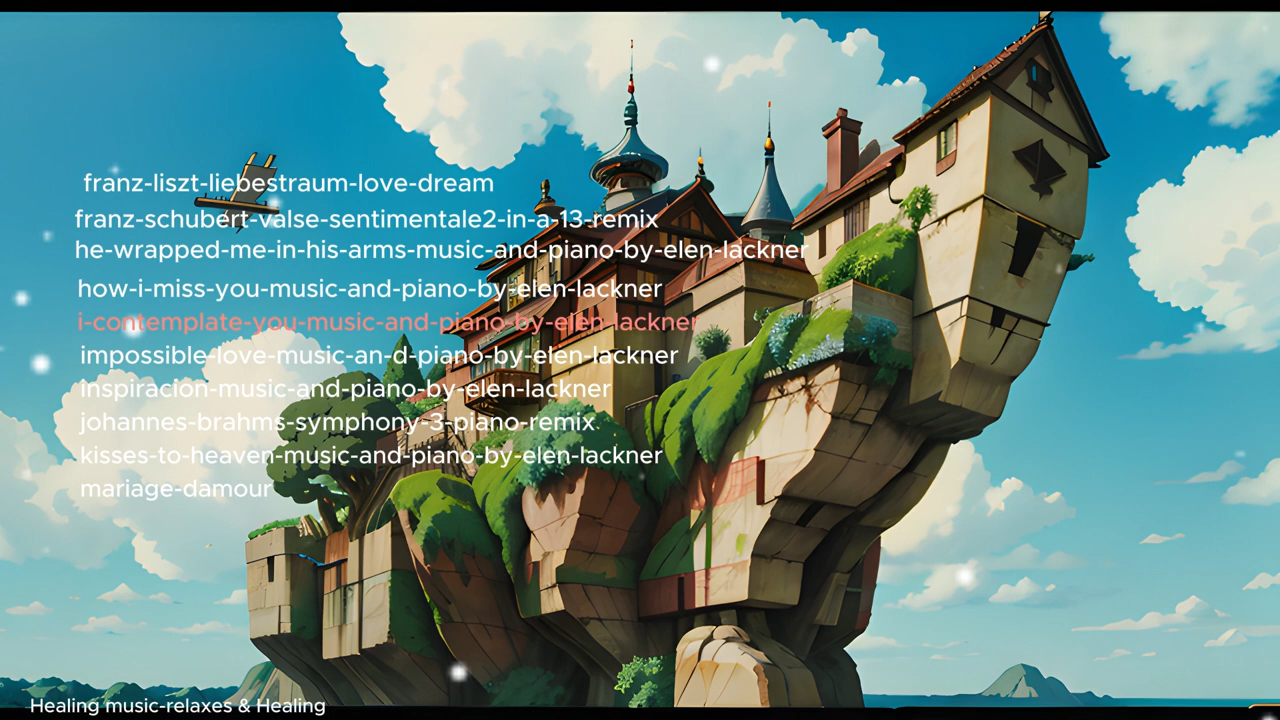 franz-liszt-liebestraum-love-dream
franz-schubert-valse-sentimentale2-in-a-13-remix
he-wrapped-me-in-his-arms-music-and-piano-by-elen-lackner
how-i-miss-you-music-and-piano-by-elen-lackner
i-contemplate-you-music-and-piano-by-elen-lackner
impossible-love-music-an-d-piano-by-elen-lackner
inspiracion-music-and-piano-by-elen-lackner
johannes-brahms-symphony-3-piano-remix
kisses-to-heaven-music-and-piano-by-elen-lackner
mariage-damour
Healing music-relaxes & Healing